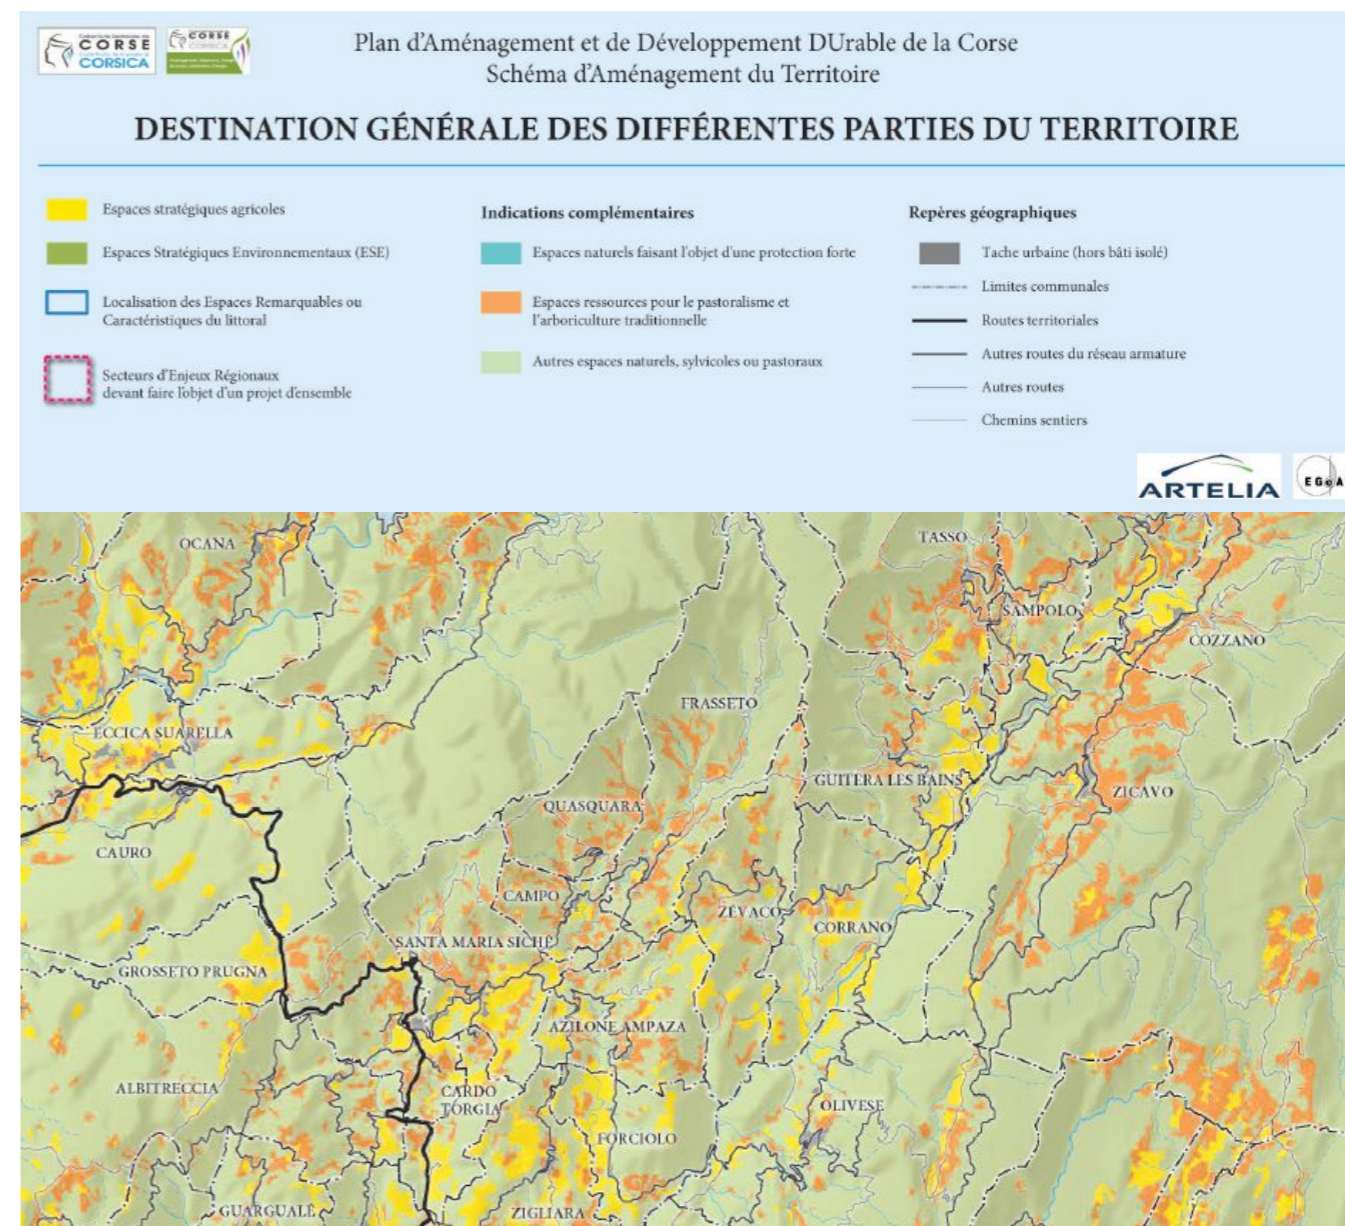 CORSE
CORSICA
CORSE
CORSICA
Plan d'Aménagement et de Développement DUrable de la Corse
Schéma d'Aménagement du Territoire
DESTINATION GÉNÉRALE DES DIFFÉRENTES PARTIES DU TERRITOIRE
Espaces stratégiques agricoles
Espaces Stratégiques Environnementaux (ESE)
Localisation des Espaces Remarquables ou
Caractéristiques du littoral
Secteurs d'Enjeux Régionaux
devant faire l'objet d'un projet d'ensemble
Indications complémentaires
Espaces naturels faisant l'objet d'une protection forte
Espaces ressources pour le pastoralisme et
l'arboriculture traditionnelle
Autres espaces naturels, sylvicoles ou pastoraux
Repères géographiques
Tache urbaine (hors bâti isolé)
Limites communales
Routes territoriales
Autres routes du réseau armature
Autres routes
Chemins sentiers
ARTELIA
EGeA
OCANA
TASSO
SAMPOLO
COZZANO
FRASSETO
ECCICA SUARELLA
GUITERA LES BAINS
ZICAVO
QUASQUARA
CAURO
CAMPO
ZÉVACO
CORRANO
SANTA MARIA SICHÉ
GROSSETO PRUGNA
AZILONE AMPAZA
ALBITRECCIA
CARDO
TORGIA
OLIVESE
FORCIOLO
GUARGUALÉ
ZIGLIARA